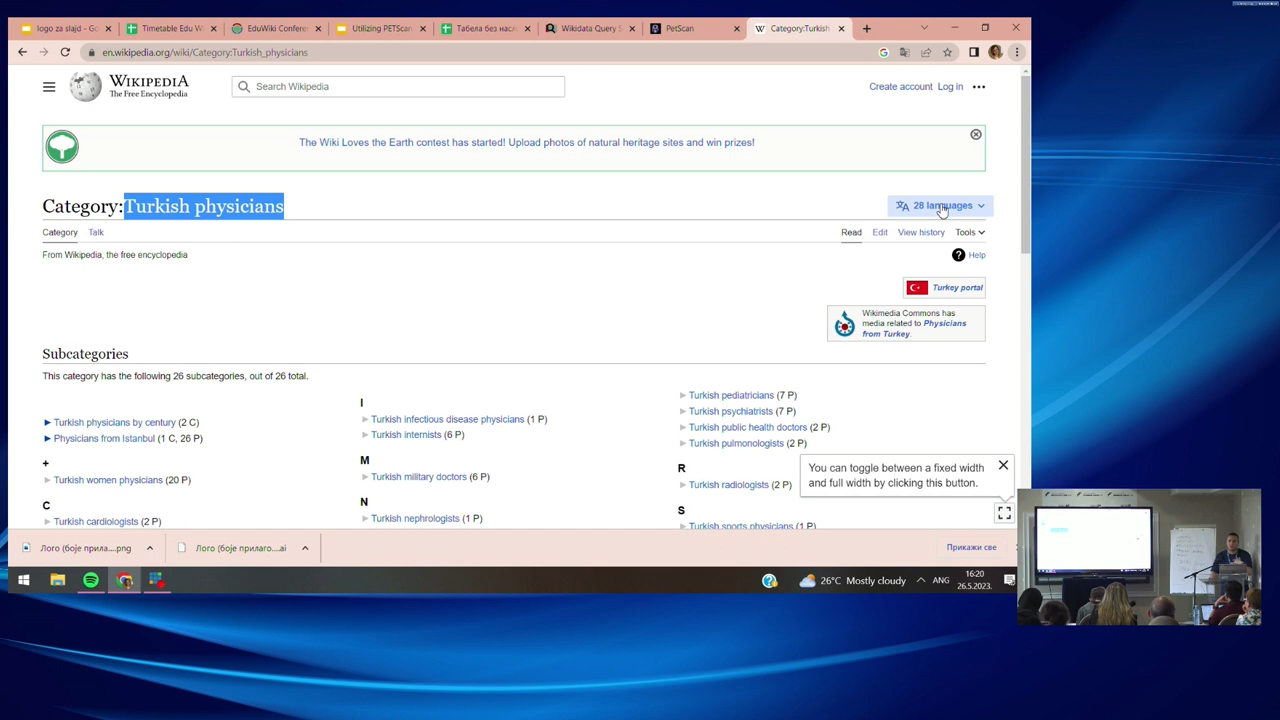 logo za slajd - Go
Timetable Edu W
EduWiki Conferen
Utilizing PETScan
Табела без насло
Wikidata Query S
PetScan
Category:Turkish
en.wikipedia.org/wiki/Category:Turkish_physicians
WIKIPEDIA
The Free Encyclopedia
Search Wikipedia
Create account Log in
The Wiki Loves the Earth contest has started! Upload photos of natural heritage sites and win prizes!
Category:Turkish physicians
28 languages
Category Talk
Read Edit View history Tools
From Wikipedia, the free encyclopedia
Help
Turkey portal
Wikimedia Commons has
media related to Physicians
from Turkey.
Subcategories
This category has the following 26 subcategories, out of 26 total.
Turkish physicians by century (2 C)
Physicians from Istanbul (1 C, 26 P)
+
Turkish women physicians (20 P)
C
Turkish cardiologists (2 P)
I
Turkish infectious disease physicians (1 P)
Turkish internists (6 P)
M
Turkish military doctors (6 P)
N
Turkish nephrologists (1 P)
Turkish pediatricians (7 P)
Turkish psychiatrists (7 P)
Turkish public health doctors (2 P)
Turkish pulmonologists (2 P)
R
Turkish radiologists (2 P)
S
Turkish sports physicians (1 P)
You can toggle between a fixed width
and full width by clicking this button.
Лого (боје прила....png
Лого (боје прилаго....ai
Прикажи све
26°C Mostly cloudy
ANG
16:20
26.5.2023.